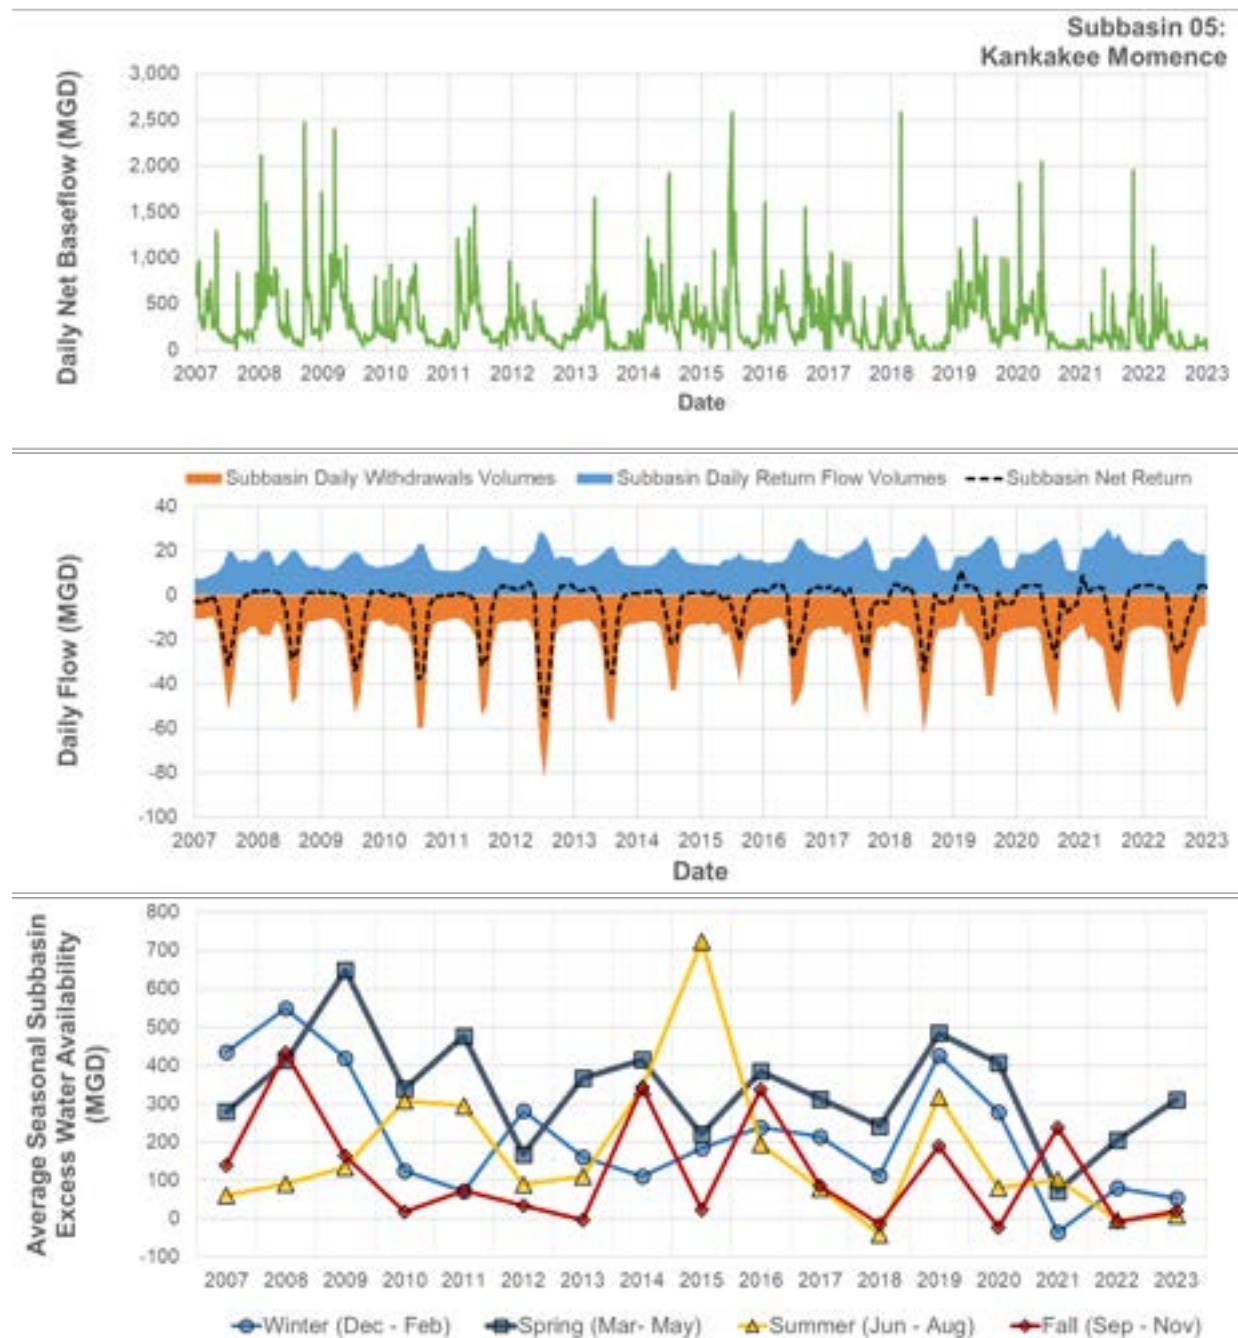 Subbasin 05:
Kankakee Momence
Daily Net Baseflow (MGD)
3,000
2,500
2,000
1,500
1,000
500
0
2007 2008 2009 2010 2011 2012 2013 2014 2015 2016 2017 2018 2019 2020 2021 2022 2023
Date
Subbasin Daily Withdrawals Volumes Subbasin Daily Return Flow Volumes Subbasin Net Return
Daily Flow (MGD)
40
20
0
-20
-40
-60
-80
-100
2007 2008 2009 2010 2011 2012 2013 2014 2015 2016 2017 2018 2019 2020 2021 2022 2023
Date
Average Seasonal Subbasin
Excess Water Availability
(MGD)
800
700
600
500
400
300
200
100
0
-100
2007 2008 2009 2010 2011 2012 2013 2014 2015 2016 2017 2018 2019 2020 2021 2022 2023
Winter (Dec - Feb) Spring (Mar- May) Summer (Jun - Aug) Fall (Sep - Nov)